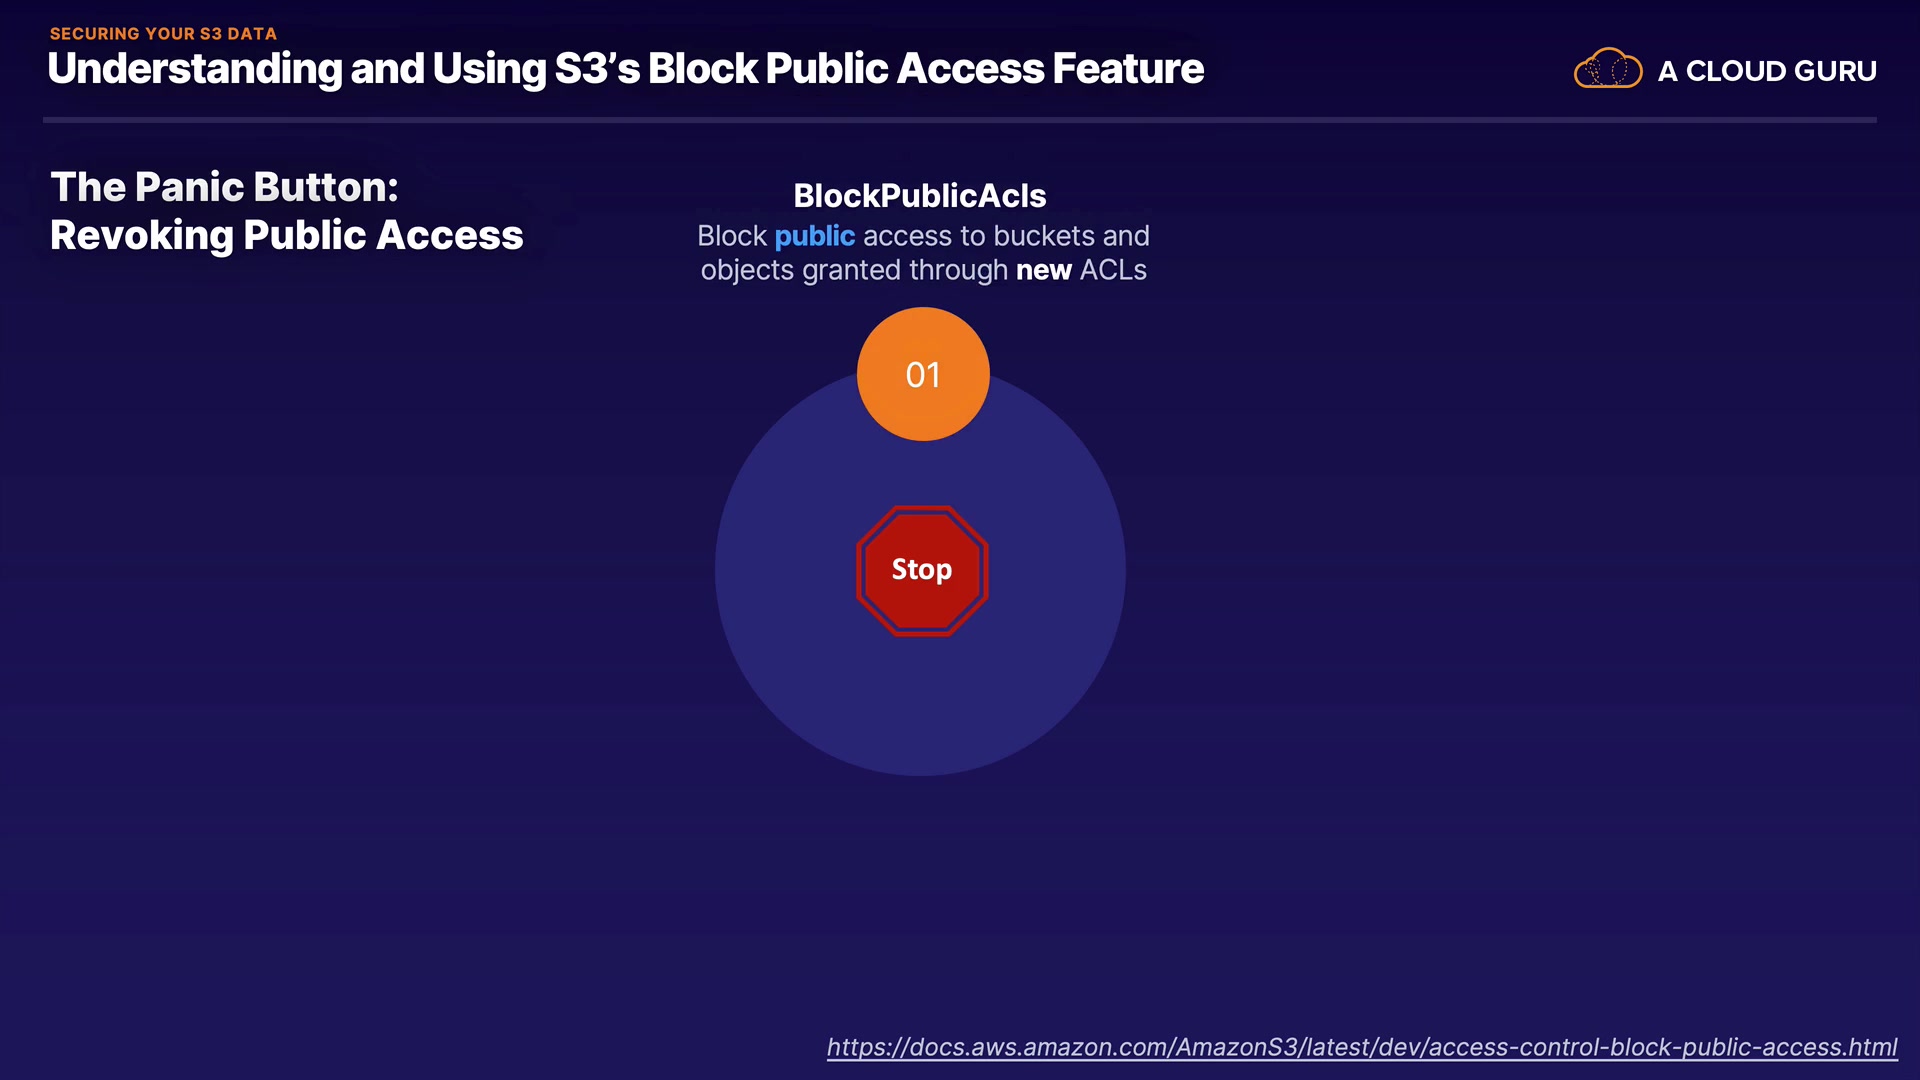 SECURING YOUR S3 DATA
Understanding and Using S3’s Block Public Access Feature
A CLOUD GURU
The Panic Button:
Revoking Public Access
BlockPublicAcls
Block public access to buckets and
objects granted through new ACLs
01
Stop
https://docs.aws.amazon.com/AmazonS3/latest/dev/access-control-block-public-access.html